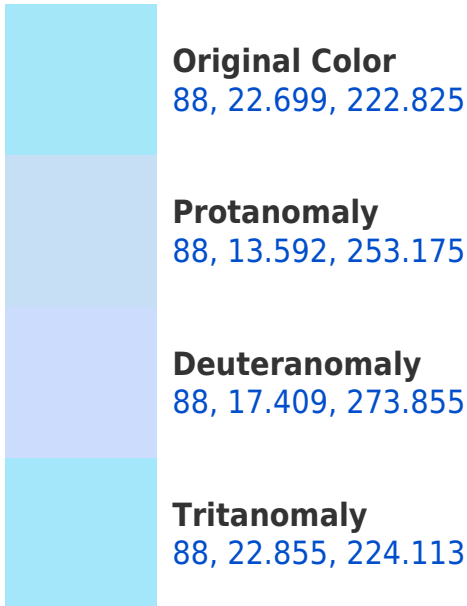 Original Color
88, 22.699, 222.825
Protanomaly
88, 13.592, 253.175
Deuteranomaly
88, 17.409, 273.855
Tritanomaly
88, 22.855, 224.113